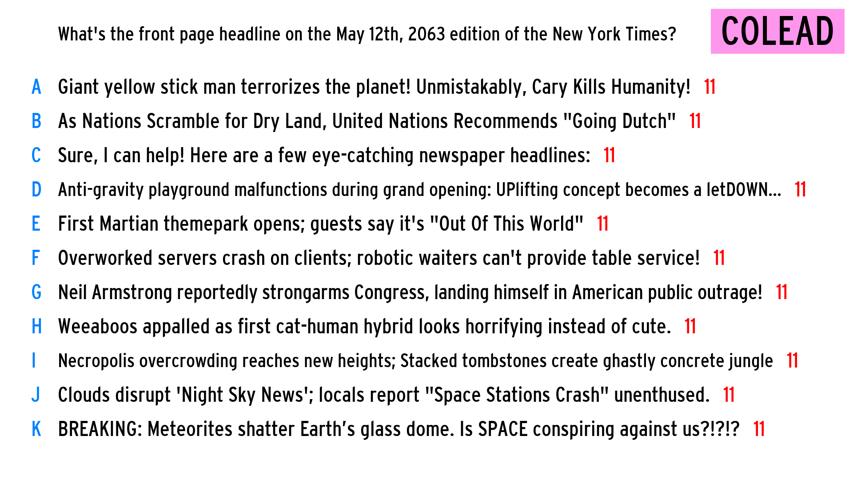 What's the front page headline on the May 12th, 2063 edition of the New York Times?
COLEAD
A Giant yellow stick man terrorizes the planet! Unmistakably, Cary Kills Humanity! 11
B As Nations Scramble for Dry Land, United Nations Recommends "Going Dutch" 11
C Sure, I can help! Here are a few eye-catching newspaper headlines: 11
D Anti-gravity playground malfunctions during grand opening: UPlifting concept becomes a letDOWN... 11
E First Martian themepark opens; guests say it's "Out Of This World" 11
F Overworked servers crash on clients; robotic waiters can't provide table service! 11
G Neil Armstrong reportedly strongarms Congress, landing himself in American public outrage! 11
H Weeaboos appalled as first cat-human hybrid looks horrifying instead of cute. 11
I Necropolis overcrowding reaches new heights; Stacked tombstones create ghastly concrete jungle 11
J Clouds disrupt 'Night Sky News'; locals report "Space Stations Crash" unenthused. 11
K BREAKING: Meteorites shatter Earth’s glass dome. Is SPACE conspiring against us?!?!? 11